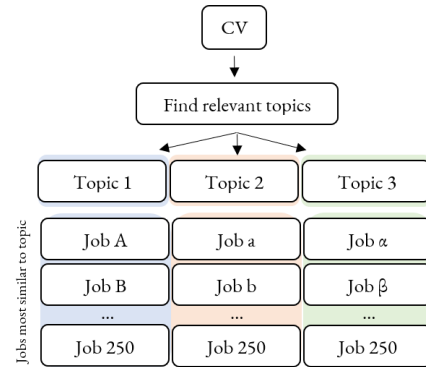 CV
Find relevant topics
Topic 1 Topic 2 Topic 3
Jobs most similar to topic
Job A Job a Job α
Job B Job b Job β
... ... ...
Job 250 Job 250 Job 250